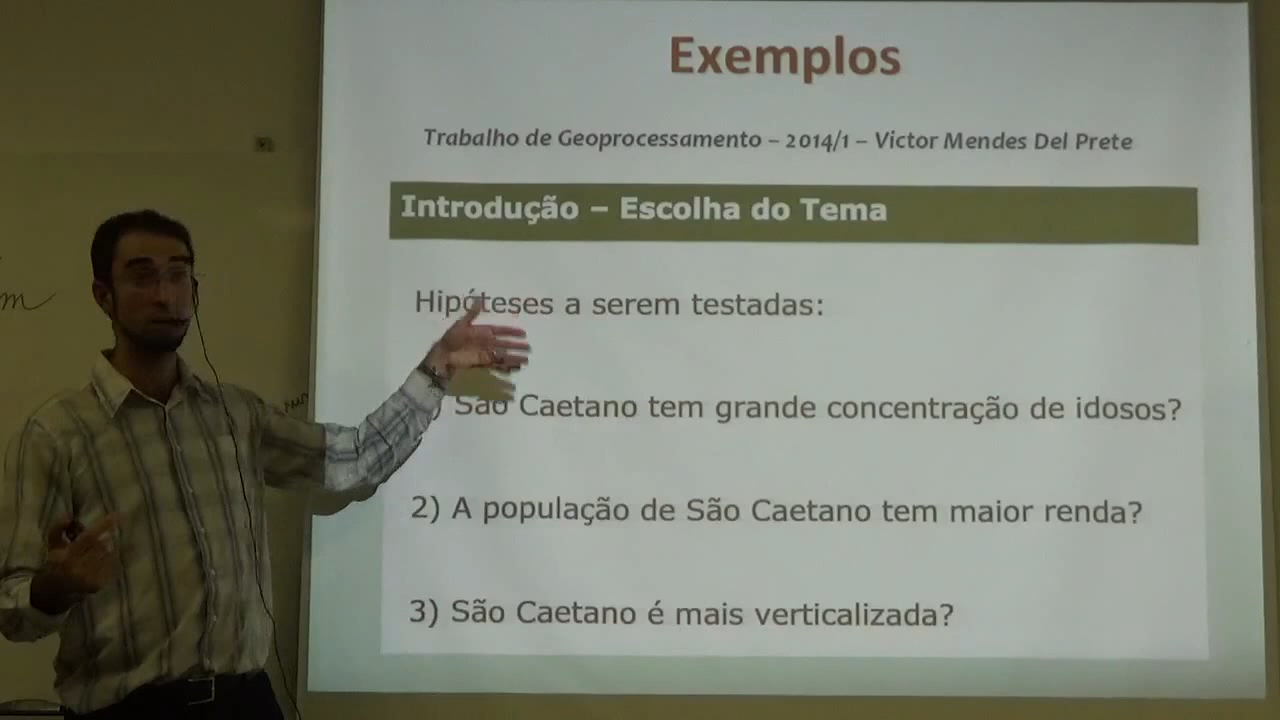 Exemplos
Trabalho de Geoprocessamento – 2014/1 – Victor Mendes Del Prete
Introdução – Escolha do Tema
Hipóteses a serem testadas:
) São Caetano tem grande concentração de idosos?
2) A população de São Caetano tem maior renda?
3) São Caetano é mais verticalizada?